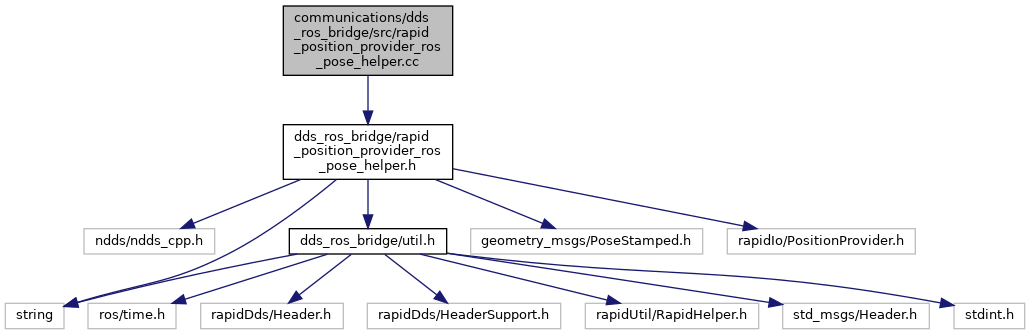 communications/dds
_ros_bridge/src/rapid
_position_provider_ros
_pose_helper.cc
dds_ros_bridge/rapid
_position_provider_ros
_pose_helper.h
ndds/ndds_cpp.h
dds_ros_bridge/util.h
geometry_msgs/PoseStamped.h
rapidIo/PositionProvider.h
string
ros/time.h
rapidDds/Header.h
rapidDds/HeaderSupport.h
rapidUtil/RapidHelper.h
std_msgs/Header.h
stdint.h